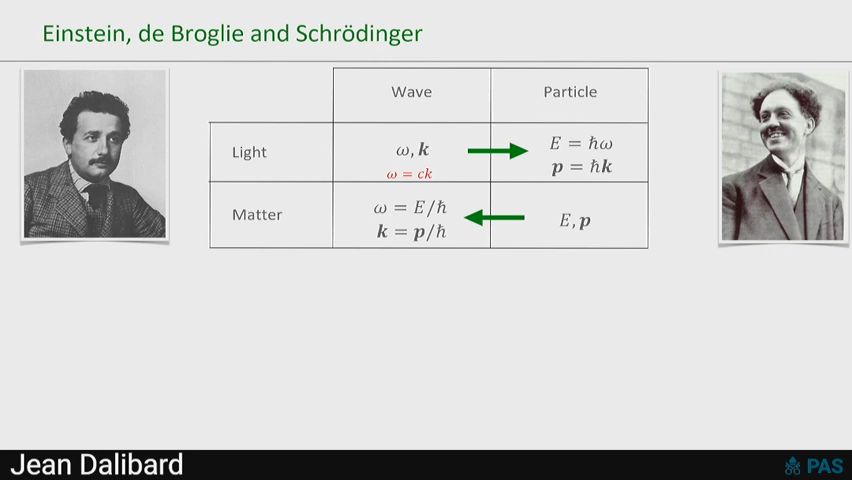 Einstein, de Broglie and Schrödinger
Wave Particle
Light ω, k E = ħω
ω = ck p = ħk
Matter ω = E/ħ E, p
k = p/ħ
Jean Dalibard
PAS